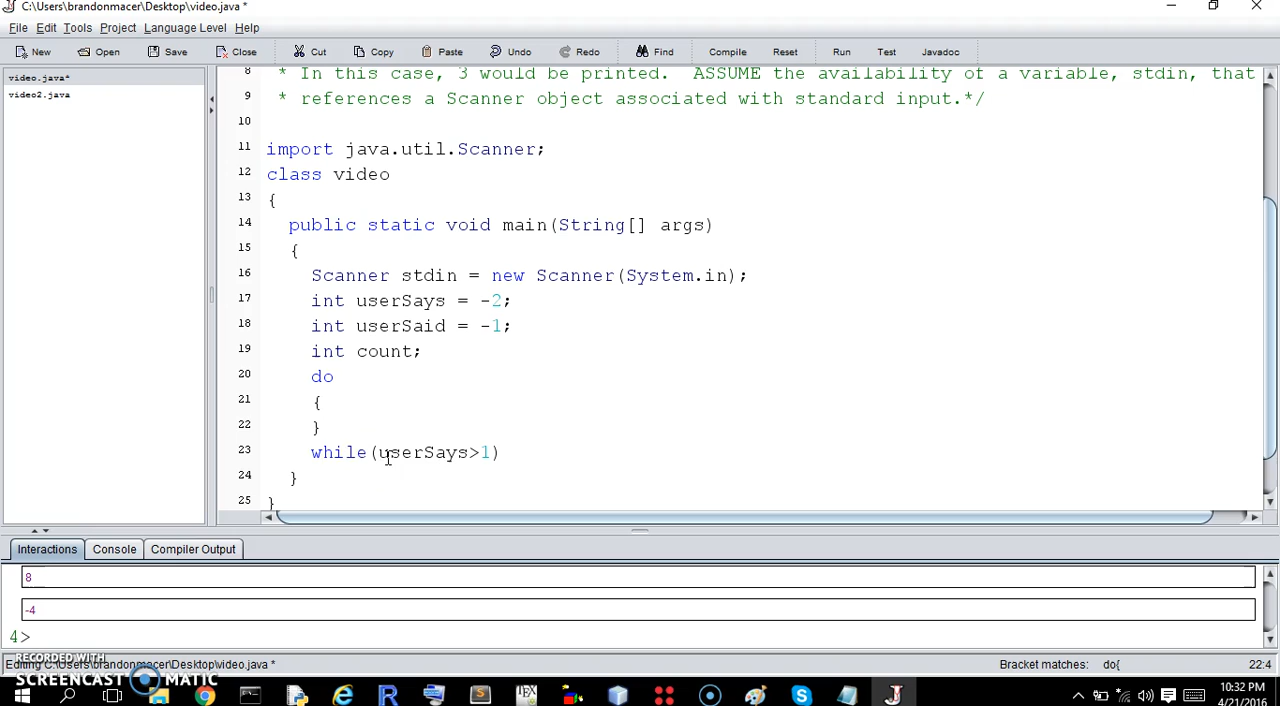 C:\Users\brandonmacer\Desktop\video.java *
File Edit Tools Project Language Level Help
New Open Save Close Cut Copy Paste Undo Redo Find Compile Reset Run Test Javadoc
video.java*
video2.java
8 * In this case, 3 would be printed.  ASSUME the availability of a variable, stdin, that
9 * references a Scanner object associated with standard input.*/
10
11 import java.util.Scanner;
12 class video
13 {
14 public static void main(String[] args)
15 {
16 Scanner stdin = new Scanner(System.in);
17 int userSays = -2;
18 int userSaid = -1;
19 int count;
20 do
21 {
22 }
23 while(userSays>1)
24 }
25 }
Interactions Console Compiler Output
8
-4
4>
Editing C:\Users\brandonmacer\Desktop\video.java * Bracket matches: do{ 22:4
RECORDED WITH
SCREENCAST MATIC
10:32 PM
4/21/2016